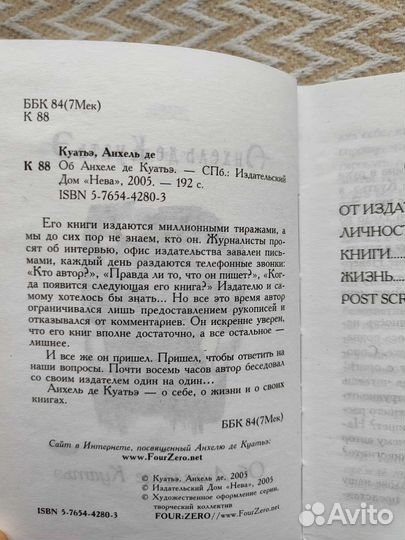 ББК 84(7Мек)
К 88
Куатьэ, Анхель де
К 88 Об Анхеле де Куатьэ. — СПб.: Издательский
Дом «Нева», 2005. — 192 с.
ISBN 5-7654-4280-3
Его книги издаются миллионными тиражами, а
мы до сих пор не знаем, кто он. Журналисты про-
сят об интервью, офис издательства завален пись-
мами, каждый день раздаются телефонные звонки:
«Кто автор?», «Правда ли то, что он пишет?», «Ког-
да появится следующая его книга?» Издателю и са-
мому хотелось бы знать... Но все это время автор
ограничивался лишь предоставлением рукописей и
отказывался от комментариев. Он искренне уверен,
что его книг вполне достаточно, а все остальное —
лишнее.
И все же он пришел. Пришел, чтобы ответить на
наши вопросы. Почти восемь часов автор беседовал
со своим издателем один на один...
Анхель де Куатьэ — о себе, о жизни и о своих
книгах.
ББК 84(7Мек)
Сайт в Интернете, посвященный Анхелю де Куатьэ:
www.FourZero.net
© Куатьэ, Анхель де, 2005
© Издательский Дом «Нева», 2005
© Художественное оформление серии,
творческий коллектив
ISBN 5-7654-4280-3 FOUR:ZERO//www.FourZero.net
ОТ ИЗДАТ
ЛИЧНОСТ
КНИГИ....
ЖИЗНЬ....
POST SCR
Avito